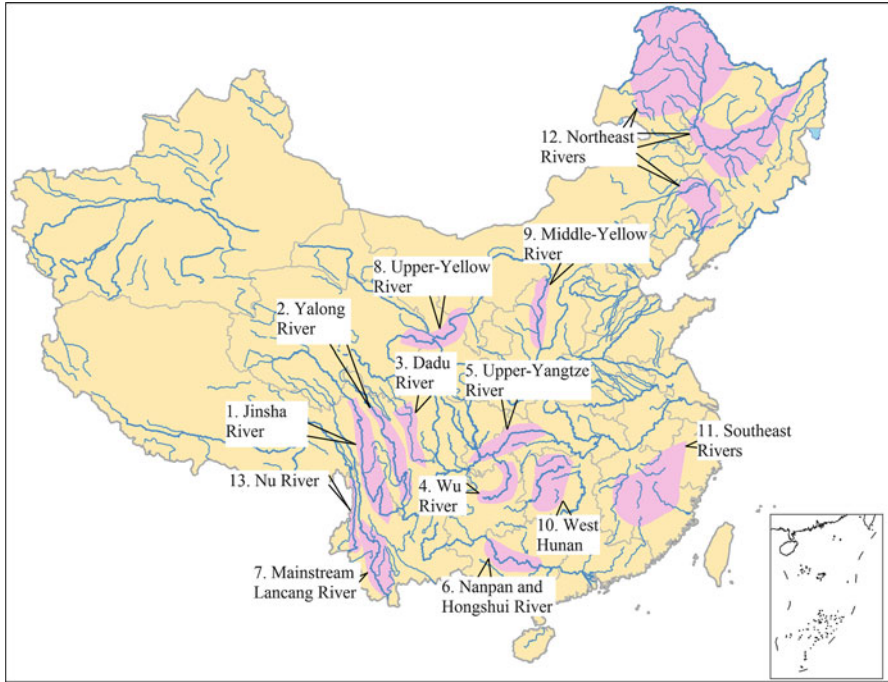 12. Northeast
Rivers
9. Middle-Yellow
River
8. Upper-Yellow
River
2. Yalong
River
3. Dadu
River
5. Upper-Yangtze
River
1. Jinsha
River
11. Southeast
Rivers
13. Nu River
4. Wu
River
10. West
Hunan
7. Mainstream
Lancang River
6. Nanpan and
Hongshui River